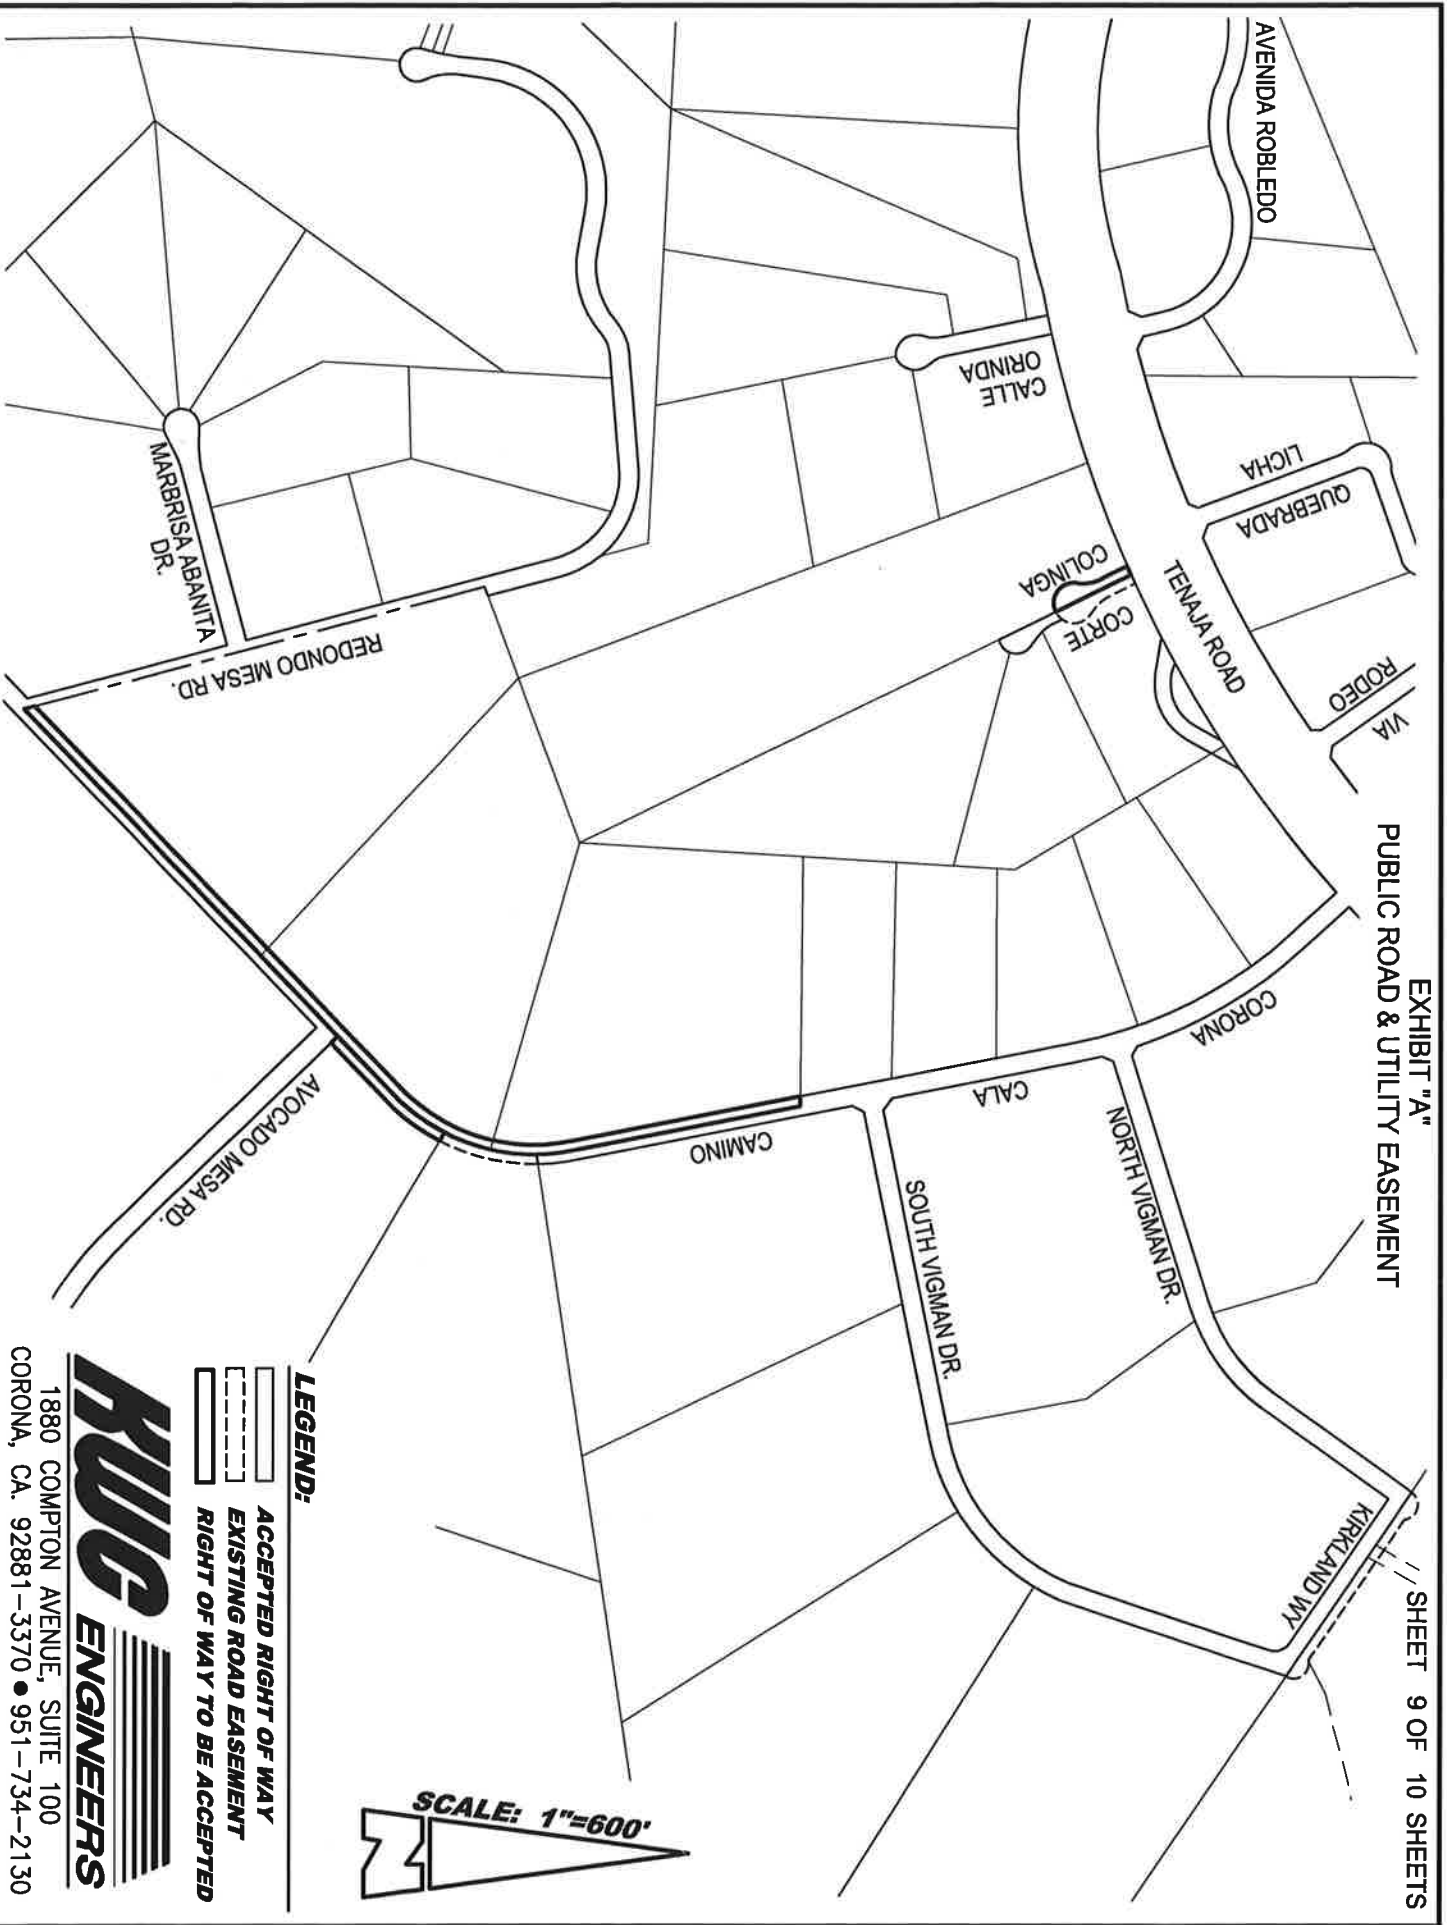 EXHIBIT "A"
PUBLIC ROAD & UTILITY EASEMENT
SHEET 9 OF 10 SHEETS
AVENIDA ROBLEDO
CALLE
ORINDA
LICHA
QUEBRADA
VIA
RODEO
TENAJA ROAD
CORTE
COLINGA
CORONA
CALA
CAMINO
NORTH VIGMAN DR.
SOUTH VIGMAN DR.
KIRKLAND WY
MARBRISA ABANITA
DR.
REDONDO MESA RD.
AVOCADO MESA RD.
LEGEND:
ACCEPTED RIGHT OF WAY
EXISTING ROAD EASEMENT
RIGHT OF WAY TO BE ACCEPTED
SCALE: 1"=600'
N
KWC ENGINEERS
1880 COMPTON AVENUE, SUITE 100
CORONA, CA. 92881-3370 • 951-734-2130